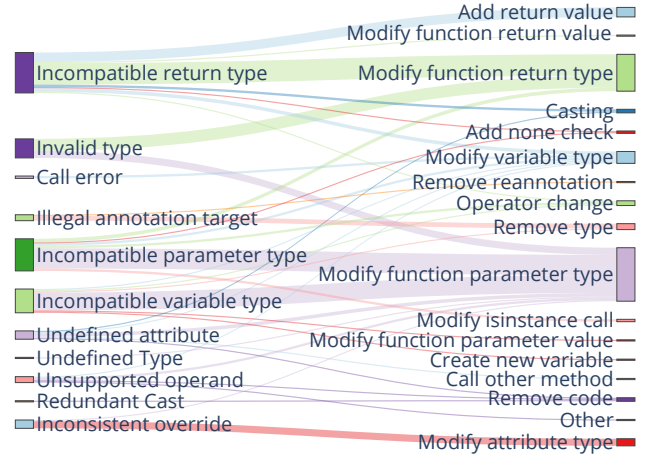 Incompatible return type
Invalid type
Call error
Illegal annotation target
Incompatible parameter type
Incompatible variable type
Undefined attribute
Undefined Type
Unsupported operand
Redundant Cast
Inconsistent override
Add return value
Modify function return value
Modify function return type
Casting
Add none check
Modify variable type
Remove reannotation
Operator change
Remove type
Modify function parameter type
Modify isinstance call
Modify function parameter value
Create new variable
Call other method
Remove code
Other
Modify attribute type